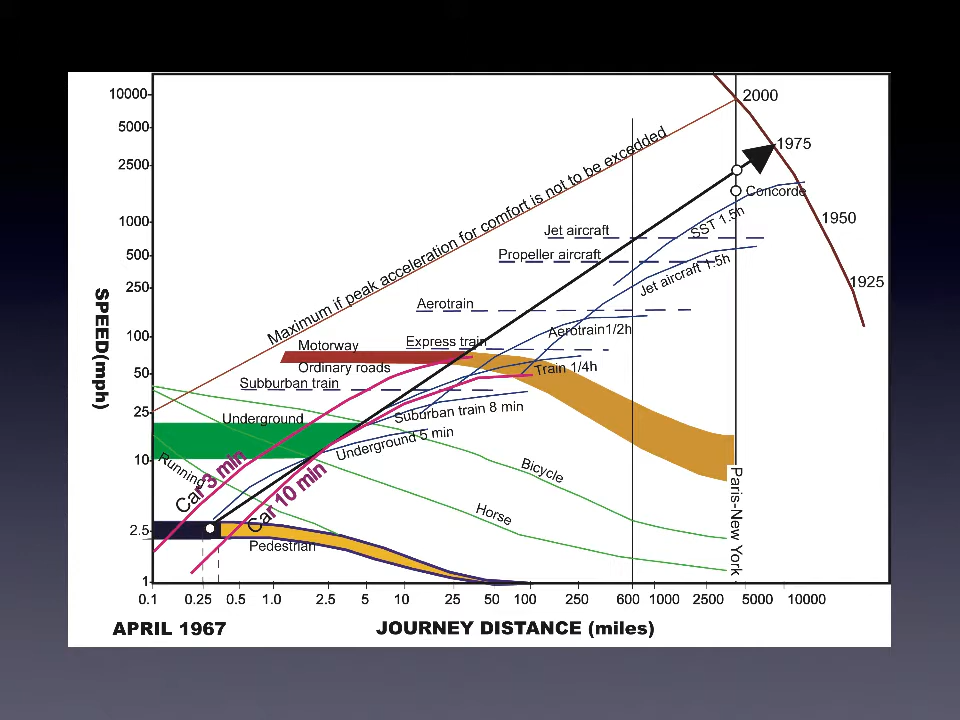 10000
5000
2500
1000
500
250
100
50
25
10
2.5
1
SPEED(mph)
2000
1975
Concorde
1950
1925
Maximum if peak acceleration for comfort is not to be excedded
Jet aircraft
SST 1.5h
Propeller aircraft
Jet aircraft 1.5h
Aerotrain
Aerotrain1/2h
Motorway
Express train
Ordinary roads
Train 1/4h
Subburban train
Suburban train 8 min
Underground
Underground 5 min
Running
Car 3 min
Car 10 min
Bicycle
Horse
Pedestrian
Paris-New York
0.1 0.25 0.5 1.0 2.5 5 10 25 50 100 250 600 1000 2500 10000
APRIL 1967
JOURNEY DISTANCE (miles)